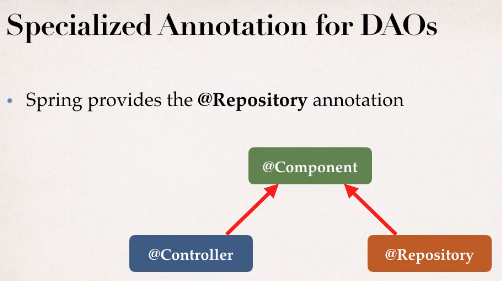 Specialized Annotation for DAOs
• Spring provides the @Repository annotation
@Component
@Controller
@Repository